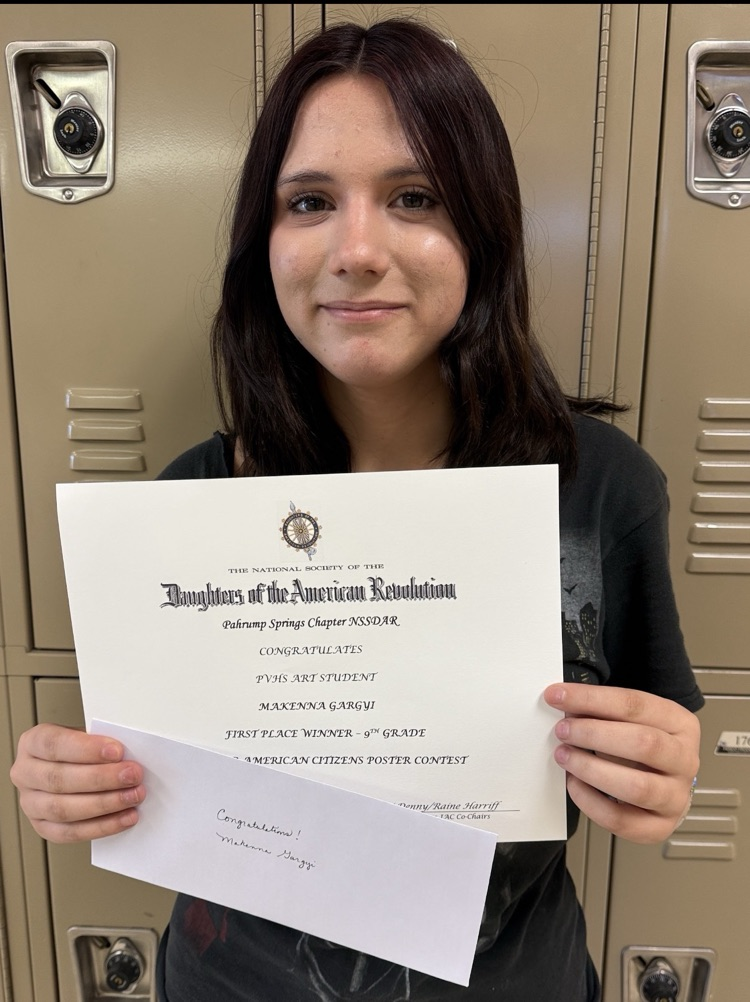 THE NATIONAL SOCIETY OF THE
Daughters of the American Revolution
Pahrump Springs Chapter NSSDAR
CONGRATULATES
PVHS ART STUDENT
MAKENNA GARGYI
FIRST PLACE WINNER – 9TH GRADE
AMERICAN CITIZENS POSTER CONTEST
Denny/Raine Harriff
Co-Chairs
Congratulations!
Makenna Gargyi
176